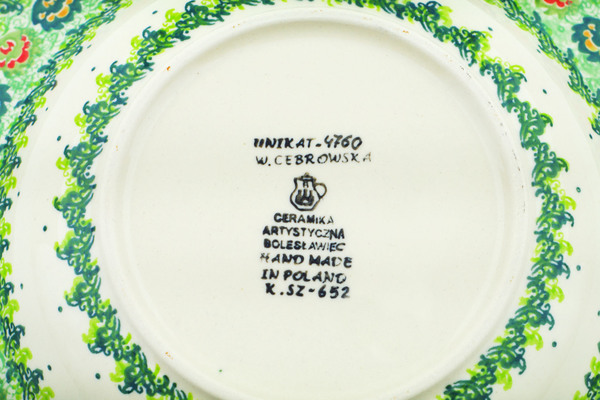 UNIKAT-4760
W. CEBROWSKA
CERAMIKA
ARTYSTYCZNA
BOLESŁAWIEC
HAND MADE
IN POLAND
K.SZ-652